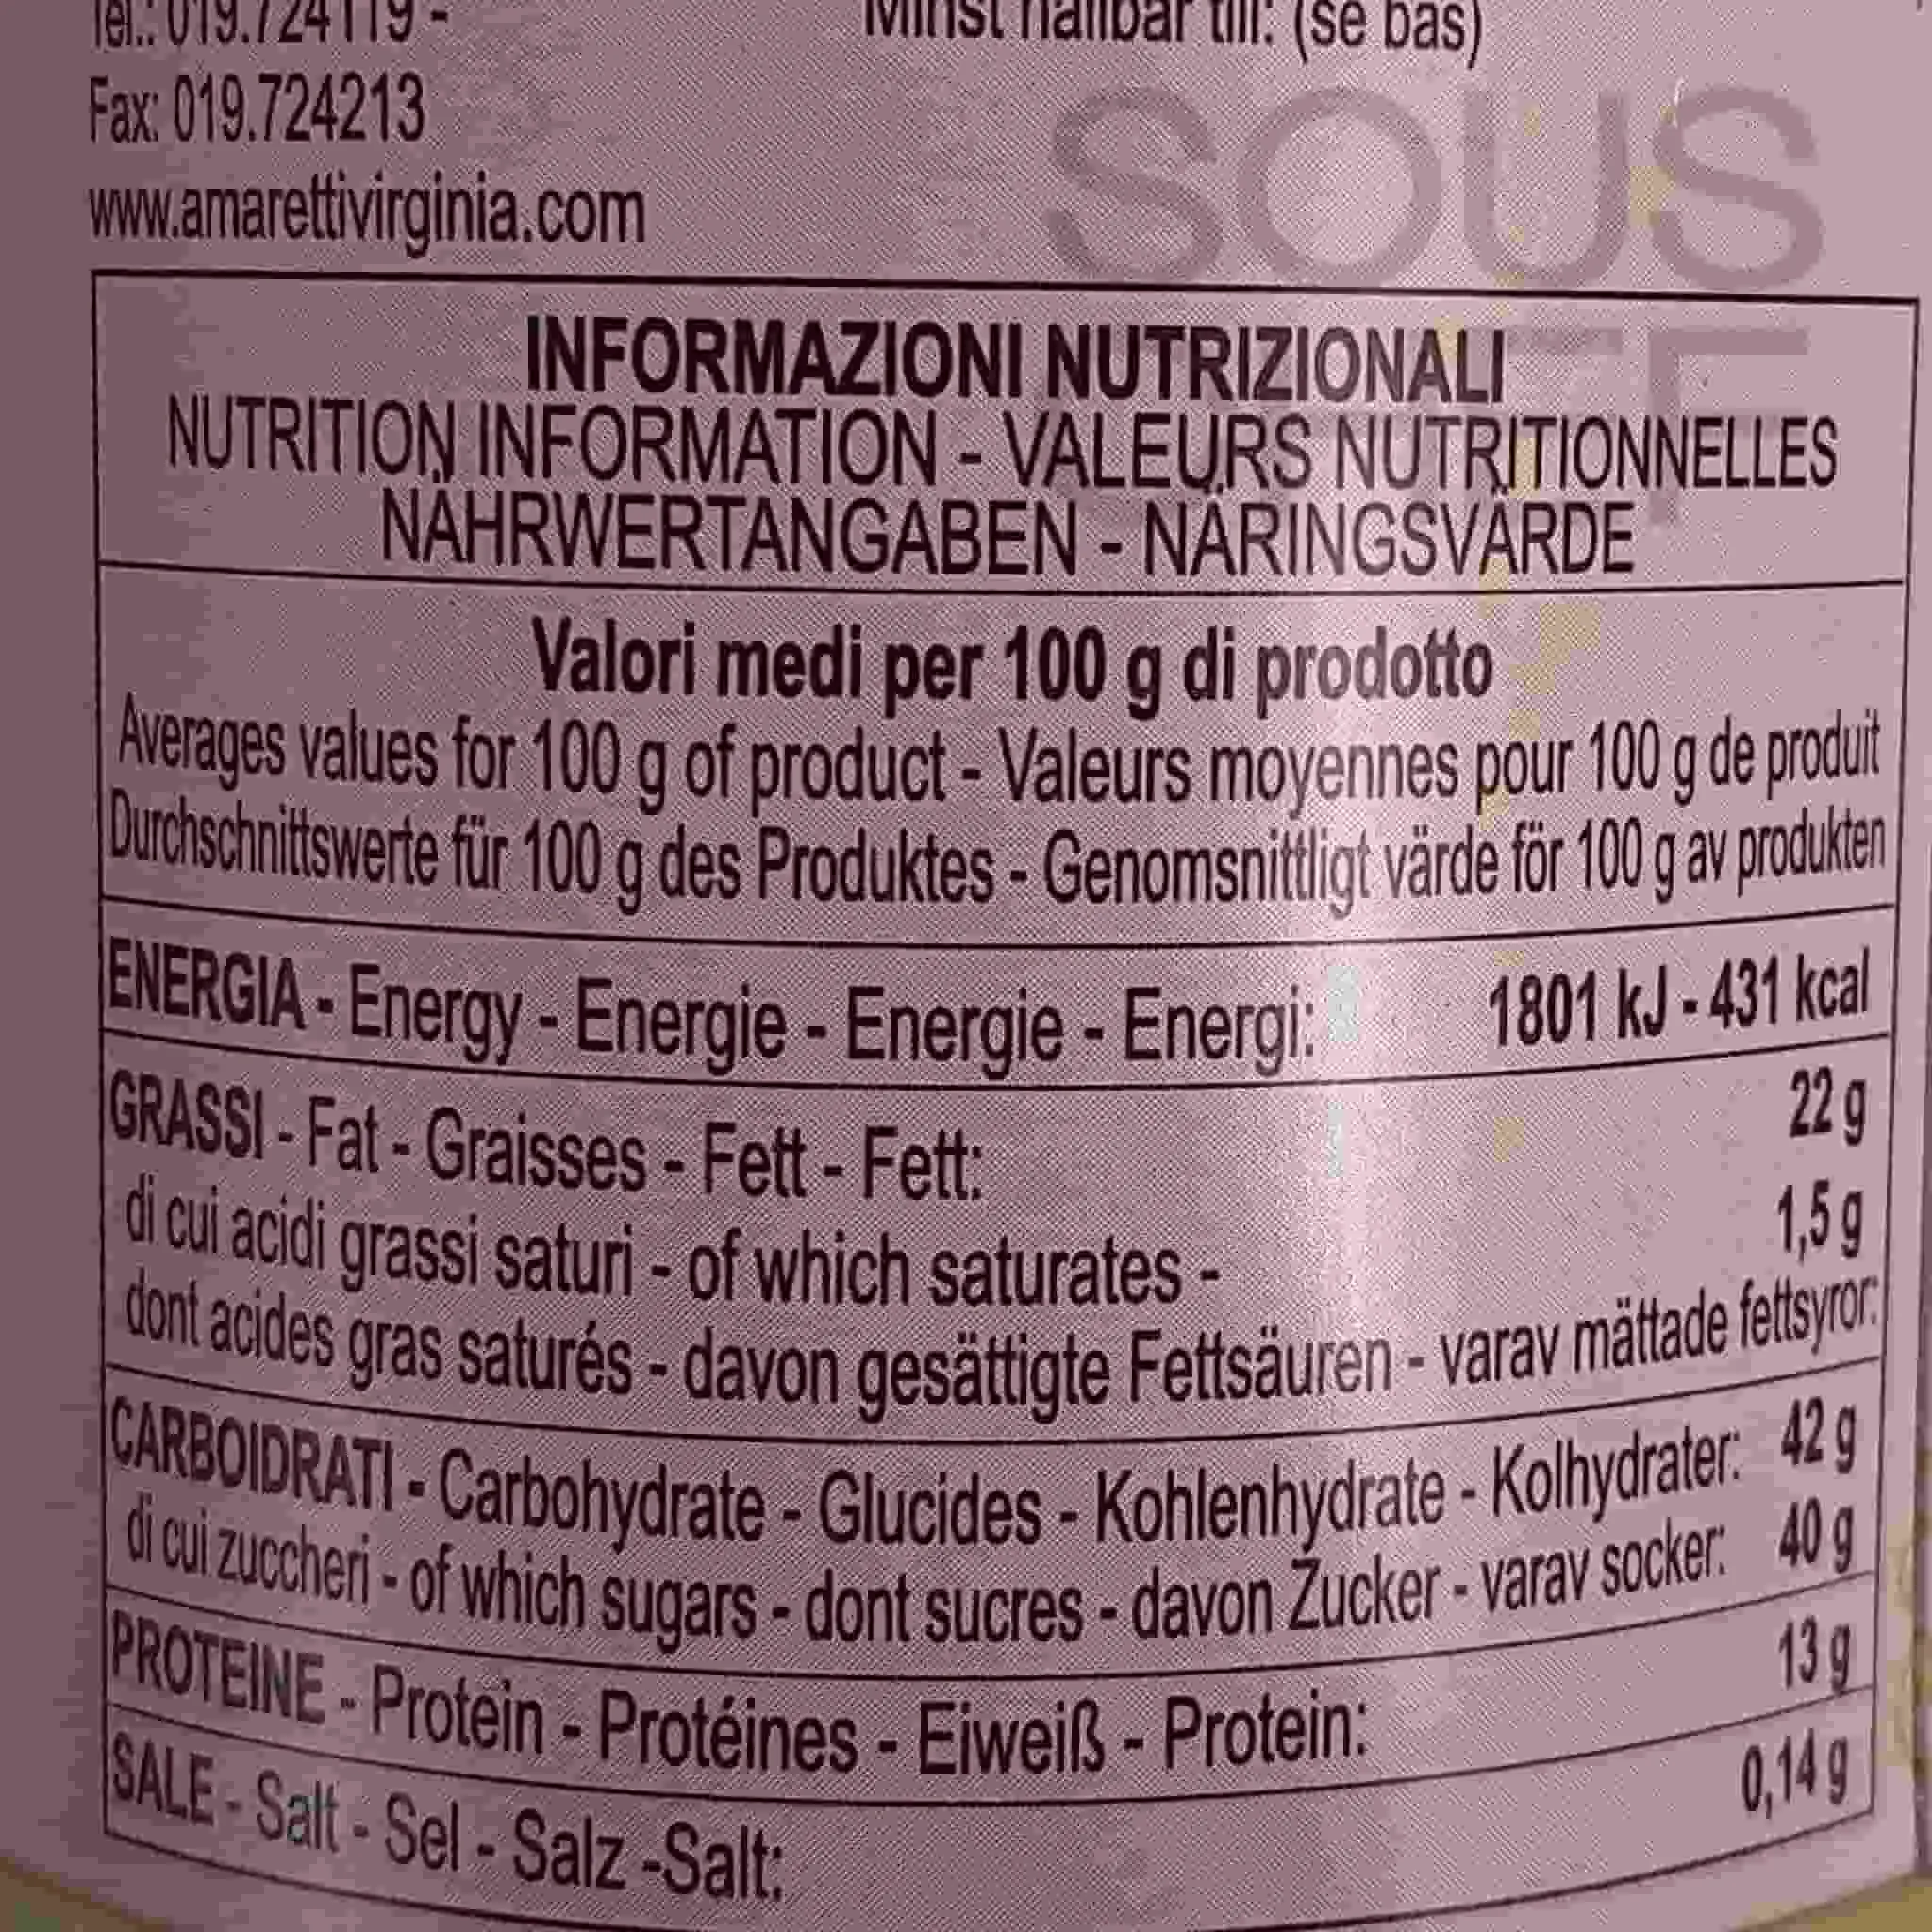 Tel.: 019.724119 -
Fax: 019.724213
www.amarettivirginia.com
Minst hållbar till: (se bas)
SOUS
INFORMAZIONI NUTRIZIONALI
NUTRITION INFORMATION - VALEURS NUTRITIONNELLES
NÄHRWERTANGABEN - NÄRINGSVÄRDE
Valori medi per 100 g di prodotto
Averages values for 100 g of product - Valeurs moyennes pour 100 g de produit
Durchschnittswerte für 100 g des Produktes - Genomsnittligt värde för 100 g av produkten
ENERGIA - Energy - Energie - Energie - Energi: 1801 kJ - 431 kcal
GRASSI - Fat - Graisses - Fett - Fett: 22 g
di cui acidi grassi saturi - of which saturates - 1,5 g
dont acides gras saturés - davon gesättigte Fettsäuren - varav mättade fettsyror:
CARBOIDRATI - Carbohydrate - Glucides - Kohlenhydrate - Kolhydrater: 42 g
di cui zuccheri - of which sugars - dont sucres - davon Zucker - varav socker: 40 g
PROTEINE - Protein - Protéines - Eiweiß - Protein: 13 g
SALE - Salt - Sel - Salz -Salt: 0,14 g